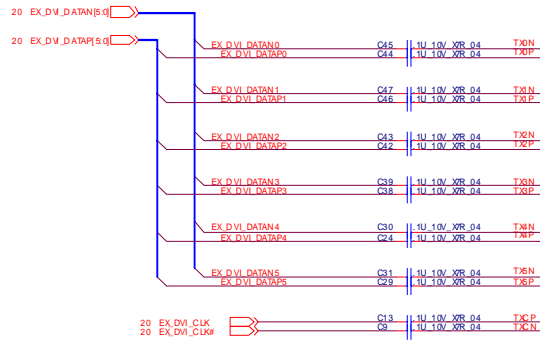 20 EX_DVI_DATAN[5:0]
20 EX_DVI_DATAP[5:0]
EX_DVI_DATAN0 C45 .1U_10V_X7R_04 TX0N
EX_DVI_DATAP0 C44 .1U_10V_X7R_04 TX0P
EX_DVI_DATAN1 C47 .1U_10V_X7R_04 TX1N
EX_DVI_DATAP1 C46 .1U_10V_X7R_04 TX1P
EX_DVI_DATAN2 C43 .1U_10V_X7R_04 TX2N
EX_DVI_DATAP2 C42 .1U_10V_X7R_04 TX2P
EX_DVI_DATAN3 C39 .1U_10V_X7R_04 TX3N
EX_DVI_DATAP3 C38 .1U_10V_X7R_04 TX3P
EX_DVI_DATAN4 C30 .1U_10V_X7R_04 TX4N
EX_DVI_DATAP4 C24 .1U_10V_X7R_04 TX4P
EX_DVI_DATAN5 C31 .1U_10V_X7R_04 TX5N
EX_DVI_DATAP5 C29 .1U_10V_X7R_04 TX5P
20 EX_DVI_CLK C13 .1U_10V_X7R_04 TXCP
20 EX_DVI_CLK# C9 .1U_10V_X7R_04 TXCN